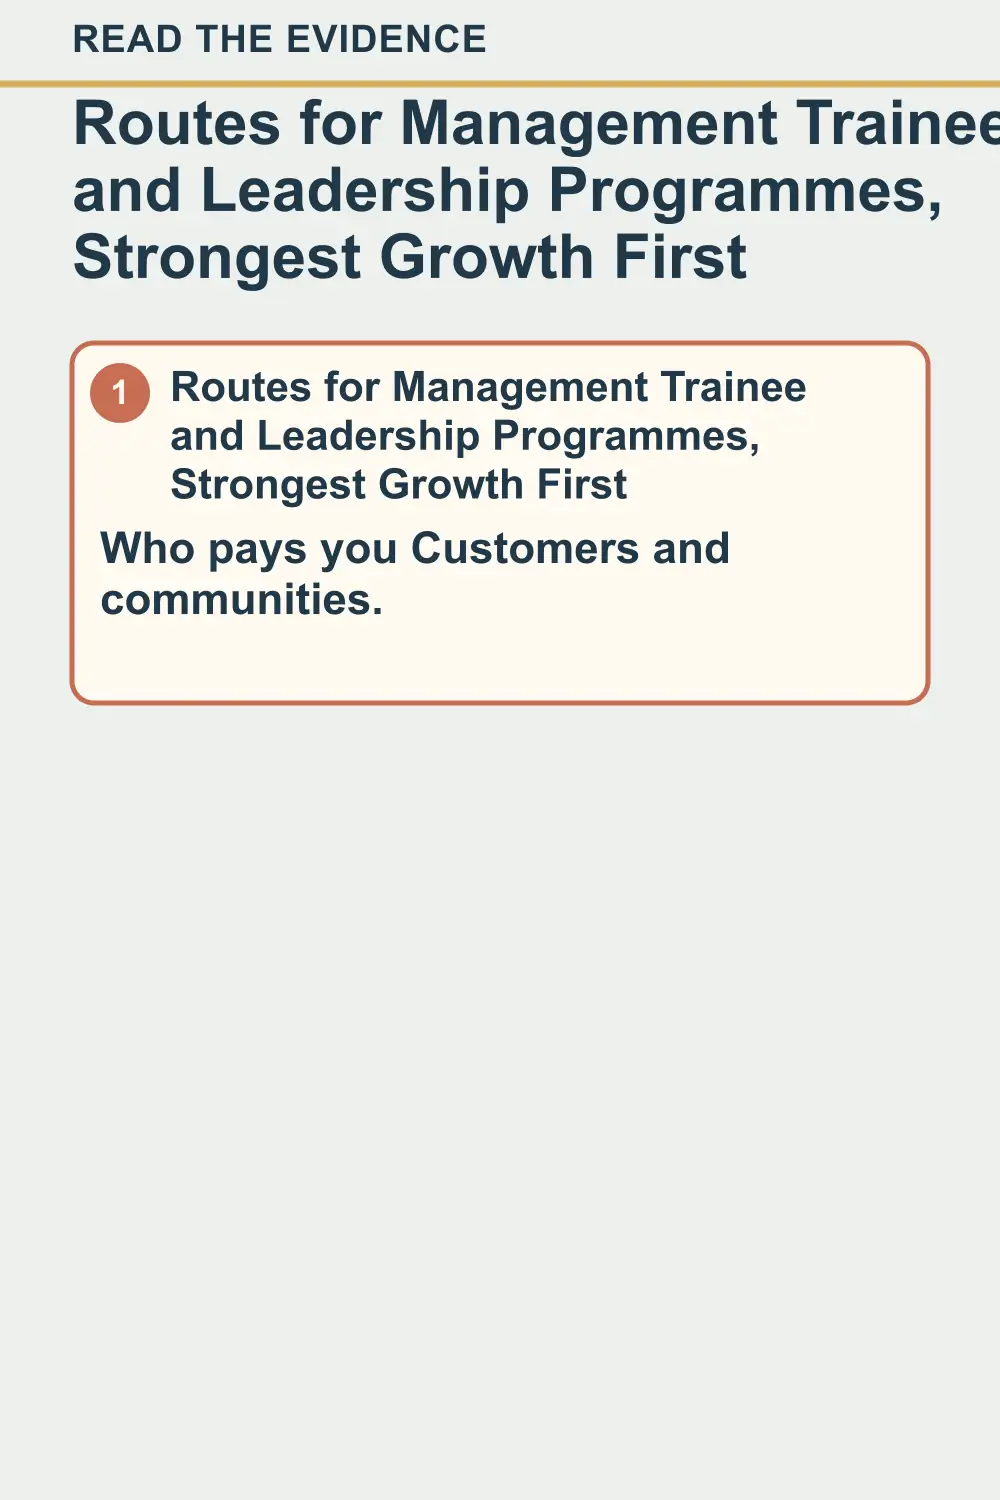 READ THE EVIDENCE
Routes for Management Trainee
and Leadership Programmes,
Strongest Growth First
1
Routes for Management Trainee
and Leadership Programmes,
Strongest Growth First
Who pays you Customers and
communities.